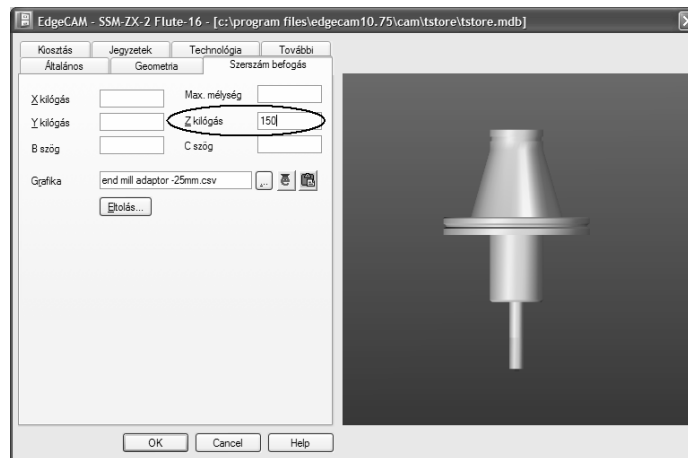 EdgeCAM - SSM-ZX-2 Flute-16 - [c:\program files\edgecam10.75\cam\tstore\tstore.mdb]
Kiosztás Jegyzetek Technológia További
Általános Geometria Szerszám befogás
X kilógás Max. mélység
Y kilógás Z kilógás 150
B szög C szög
Grafika end mill adaptor -25mm.csv ...
Eltolás...
OK Cancel Help